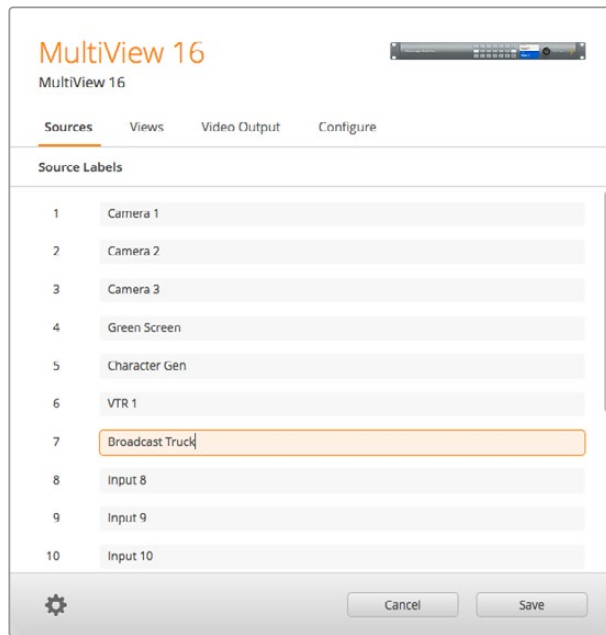 MultiView 16
MultiView 16
Sources Views Video Output Configure
Source Labels
1 Camera 1
2 Camera 2
3 Camera 3
4 Green Screen
5 Character Gen
6 VTR 1
7 Broadcast Truck
8 Input 8
9 Input 9
10 Input 10
Cancel Save